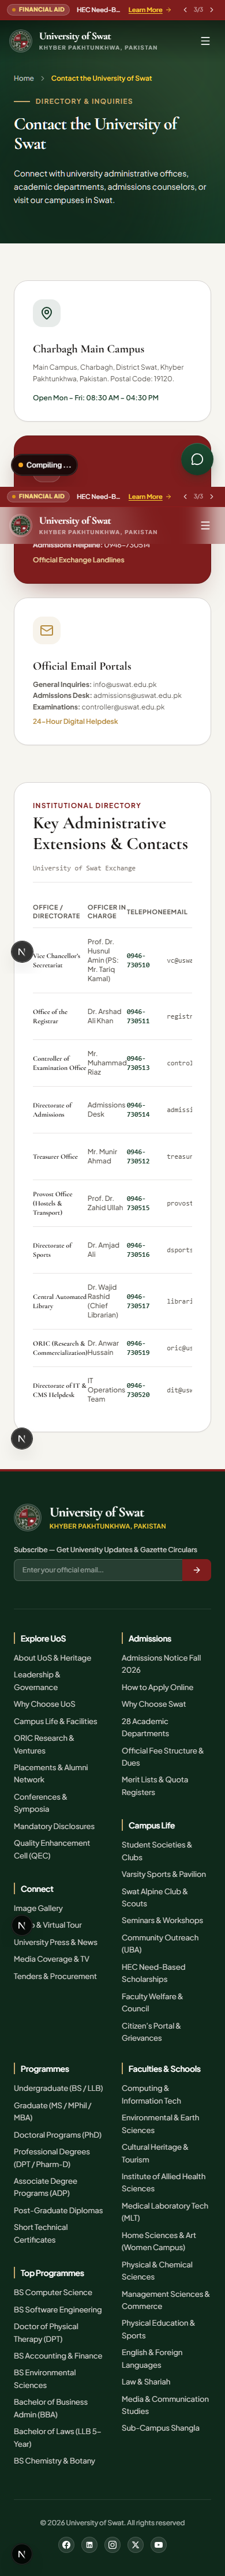 FINANCIAL AID HEC Need-B... Learn More → 3/3
University of Swat
KHYBER PAKHTUNKHWA, PAKISTAN
Home > Contact the University of Swat
DIRECTORY & INQUIRIES
Contact the University of
Swat
Connect with university administrative offices,
academic departments, admissions counselors, or
visit our campuses in Swat.
Charbagh Main Campus
Main Campus, Charbagh, District Swat, Khyber
Pakhtunkhwa, Pakistan. Postal Code: 19120.
Open Mon – Fri: 08:30 AM – 04:30 PM
Compiling ...
FINANCIAL AID HEC Need-B... Learn More → 3/3
University of Swat
KHYBER PAKHTUNKHWA, PAKISTAN
Admissions Helpline: 0946-730514
Official Exchange Landlines
Official Email Portals
General Inquiries: info@uswat.edu.pk
Admissions Desk: admissions@uswat.edu.pk
Examinations: controller@uswat.edu.pk
24-Hour Digital Helpdesk
INSTITUTIONAL DIRECTORY
Key Administrative
Extensions & Contacts
University of Swat Exchange
OFFICE / DIRECTORATE OFFICER IN CHARGE TELEPHONE EMAIL
Vice Chancellor's Secretariat Prof. Dr. Husnul Amin (PS: Mr. Tariq Kamal) 0946-730510 vc@uswa
Office of the Registrar Dr. Arshad Ali Khan 0946-730511 registr
Controller of Examination Office Mr. Muhammad Riaz 0946-730513 control
Directorate of Admissions Admissions Desk 0946-730514 admissi
Treasurer Office Mr. Munir Ahmad 0946-730512 treasur
Provost Office (Hostels & Transport) Prof. Dr. Zahid Ullah 0946-730515 provost
Directorate of Sports Dr. Amjad Ali 0946-730516 dsports
Central Automated Library Dr. Wajid Rashid (Chief Librarian) 0946-730517 librari
ORIC (Research & Commercialization) Dr. Anwar Hussain 0946-730519 oric@us
Directorate of IT & CMS Helpdesk IT Operations Team 0946-730520 dit@usw
N
N
University of Swat
KHYBER PAKHTUNKHWA, PAKISTAN
Subscribe — Get University Updates & Gazette Circulars
Enter your official email... →
Explore UoS
About UoS & Heritage
Leadership &
Governance
Why Choose UoS
Campus Life & Facilities
ORIC Research &
Ventures
Placements & Alumni
Network
Conferences &
Symposia
Mandatory Disclosures
Quality Enhancement
Cell (QEC)
Admissions
Admissions Notice Fall
2026
How to Apply Online
Why Choose Swat
28 Academic
Departments
Official Fee Structure &
Dues
Merit Lists & Quota
Registers
Connect
Image Gallery
& Virtual Tour
University Press & News
Media Coverage & TV
Tenders & Procurement
N
Campus Life
Student Societies &
Clubs
Varsity Sports & Pavilion
Swat Alpine Club &
Scouts
Seminars & Workshops
Community Outreach
(UBA)
HEC Need-Based
Scholarships
Faculty Welfare &
Council
Citizen's Portal &
Grievances
Programmes
Undergraduate (BS / LLB)
Graduate (MS / MPhil /
MBA)
Doctoral Programs (PhD)
Professional Degrees
(DPT / Pharm-D)
Associate Degree
Programs (ADP)
Post-Graduate Diplomas
Short Technical
Certificates
Faculties & Schools
Computing &
Information Tech
Environmental & Earth
Sciences
Cultural Heritage &
Tourism
Institute of Allied Health
Sciences
Medical Laboratory Tech
(MLT)
Home Sciences & Art
(Women Campus)
Physical & Chemical
Sciences
Management Sciences &
Commerce
Physical Education &
Sports
English & Foreign
Languages
Law & Shariah
Media & Communication
Studies
Sub-Campus Shangla
Top Programmes
BS Computer Science
BS Software Engineering
Doctor of Physical
Therapy (DPT)
BS Accounting & Finance
BS Environmental
Sciences
Bachelor of Business
Admin (BBA)
Bachelor of Laws (LLB 5-
Year)
BS Chemistry & Botany
© 2026 University of Swat. All rights reserved
N